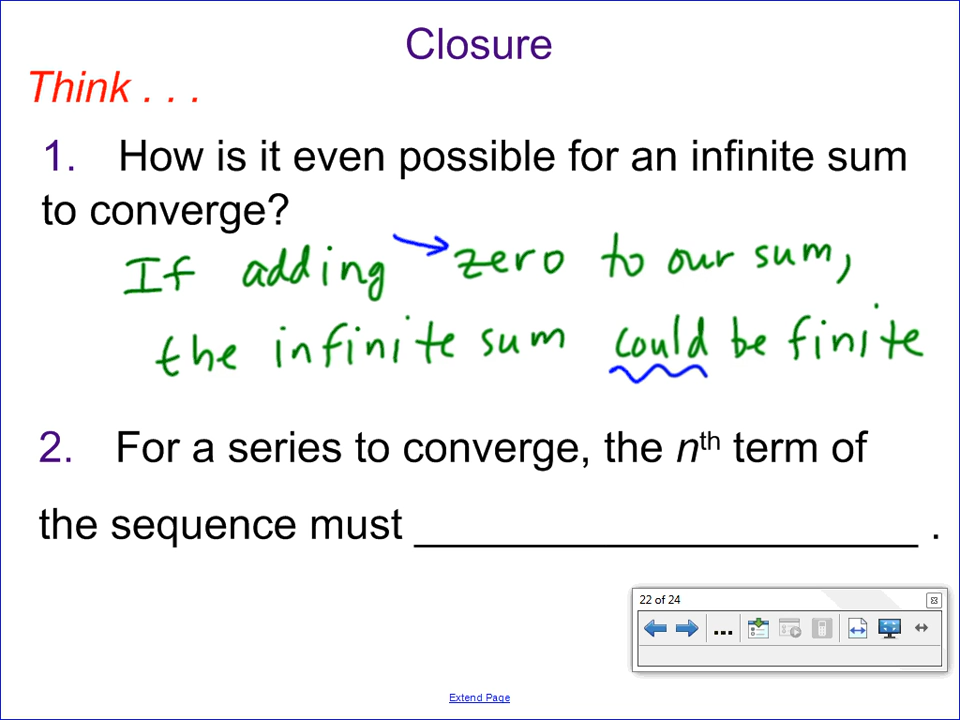 Closure
Think . . .
1. How is it even possible for an infinite sum
to converge?
If adding → zero to our sum,
the infinite sum could be finite
2. For a series to converge, the nth term of
the sequence must _____________________ .
22 of 24
...
Extend Page